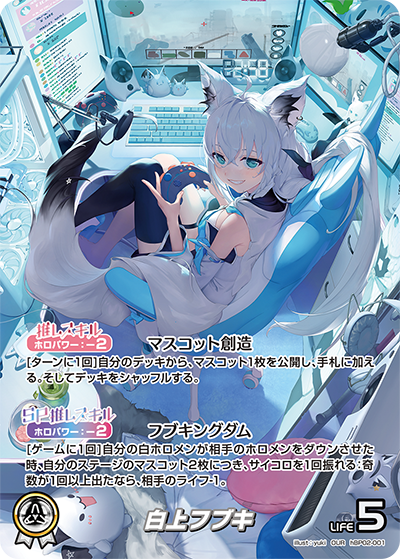 推しスキル
ホロパワー：－2
マスコット創造
[ターンに1回]自分のデッキから、マスコット1枚を公開し、手札に加え
る。そしてデッキをシャッフルする。
SP推しスキル
ホロパワー：－2
フブキングダム
[ゲームに1回]自分の白ホロメンが相手のホロメンをダウンさせた
時、自分のステージのマスコット2枚につき、サイコロを1回振れる：奇
数が1回以上出たなら、相手のライフ-1。
白上フブキ
LIFE 5
illust：yuki OUR hBP02-001